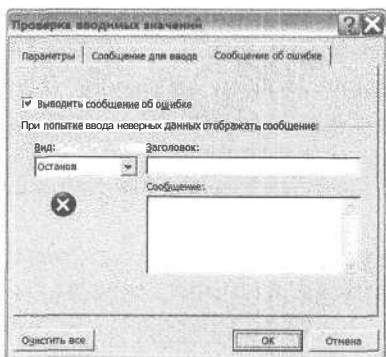 Проверка вводимых значений
Параметры Сообщение для ввода Сообщение об ошибке
Выводить сообщение об ошибке
При попытке ввода неверных данных отображать сообщение:
Вид: Заголовок:
Останов
Сообщение:
Очистить все OK Отмена